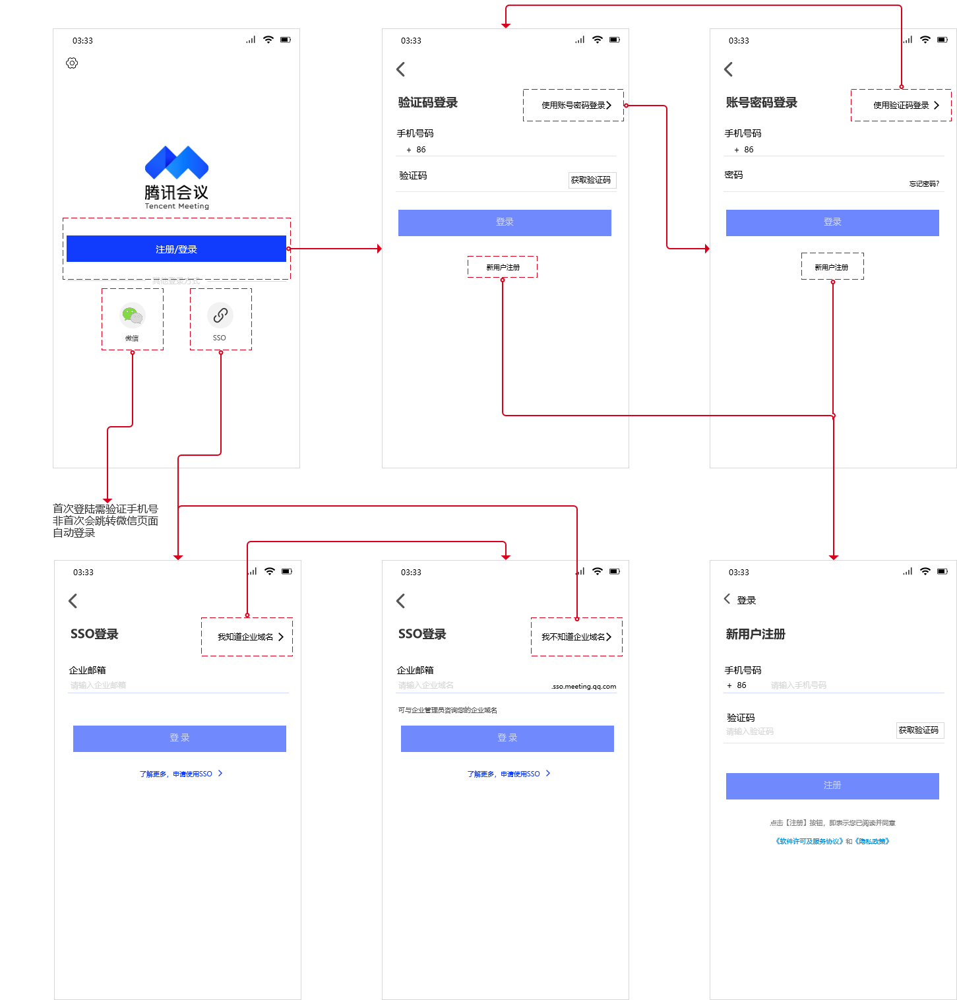 03:33
腾讯会议
Tencent Meeting
注册/登录
其他登录方式
微信
SSO
首次登陆需验证手机号
非首次会跳转微信页面
自动登录
03:33
验证码登录
使用账号密码登录
手机号码
+ 86
验证码
获取验证码
登录
新用户注册
03:33
账号密码登录
使用验证码登录
手机号码
+ 86
密码
忘记密码?
登录
新用户注册
03:33
SSO登录
我知道企业域名
企业邮箱
请输入企业邮箱
登 录
了解更多，申请使用SSO
03:33
SSO登录
我不知道企业域名
企业邮箱
请输入企业域名
.sso.meeting.qq.com
可与企业管理员咨询您的企业域名
登 录
了解更多，申请使用SSO
03:33
登录
新用户注册
手机号码
+ 86 请输入手机号码
验证码
请输入验证码
获取验证码
注册
点击【注册】按钮，即表示您已阅读并同意
《软件许可及服务协议》和《隐私政策》